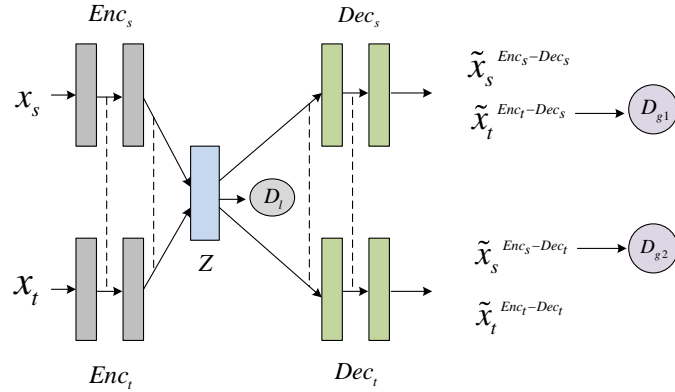 Enc_s
Dec_s
x_s
x̃_s^{Enc_s−Dec_s}
x̃_t^{Enc_t−Dec_s}
D_{g1}
D_l
Z
x_t
x̃_s^{Enc_s−Dec_t}
D_{g2}
x̃_t^{Enc_t−Dec_t}
Enc_t
Dec_t